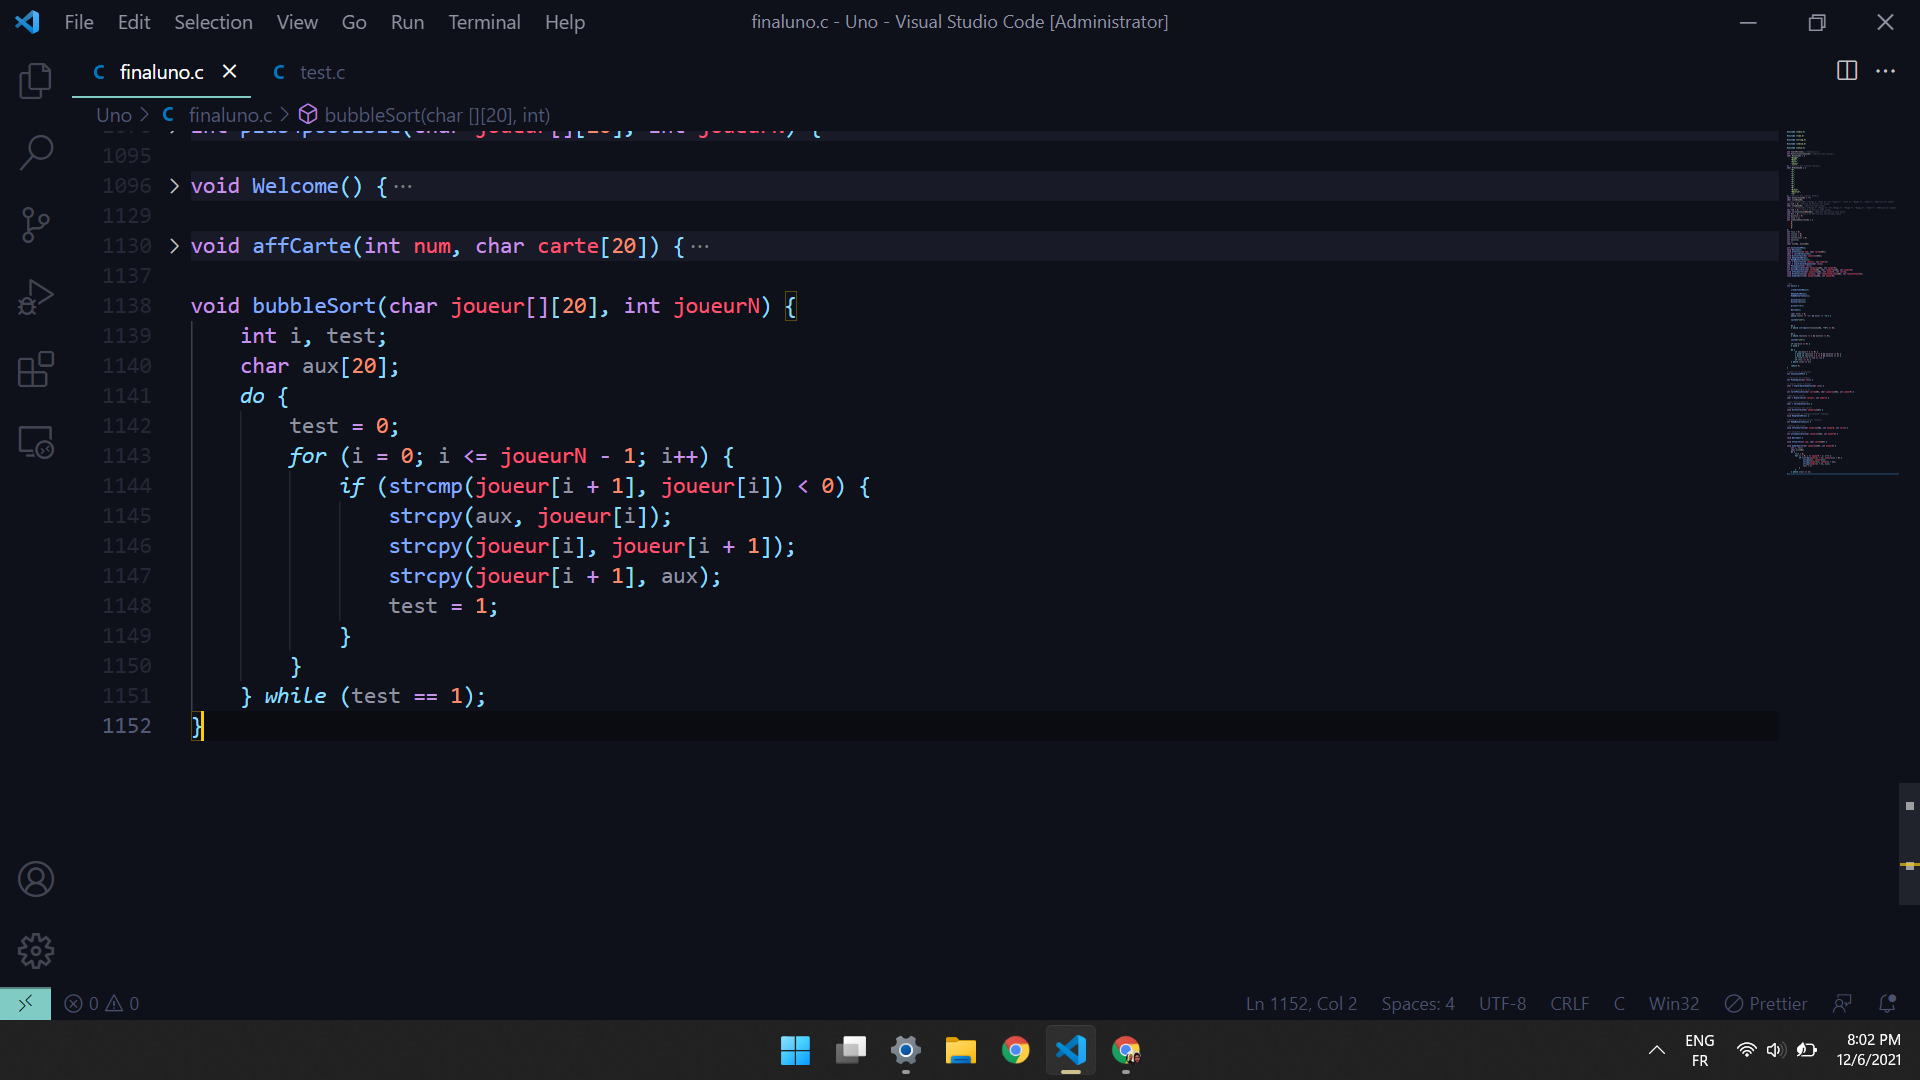 File Edit Selection View Go Run Terminal Help finaluno.c - Uno - Visual Studio Code [Administrator]
C finaluno.c C test.c
Uno > C finaluno.c > bubbleSort(char [][20], int)
1095
1096 void Welcome() {···
1129
1130 void affCarte(int num, char carte[20]) {···
1137
1138 void bubbleSort(char joueur[][20], int joueurN) {
1139 int i, test;
1140 char aux[20];
1141 do {
1142 test = 0;
1143 for (i = 0; i <= joueurN - 1; i++) {
1144 if (strcmp(joueur[i + 1], joueur[i]) < 0) {
1145 strcpy(aux, joueur[i]);
1146 strcpy(joueur[i], joueur[i + 1]);
1147 strcpy(joueur[i + 1], aux);
1148 test = 1;
1149 }
1150 }
1151 } while (test == 1);
1152 }
0 0 Ln 1152, Col 2 Spaces: 4 UTF-8 CRLF C Win32 Prettier
ENG FR
8:02 PM
12/6/2021